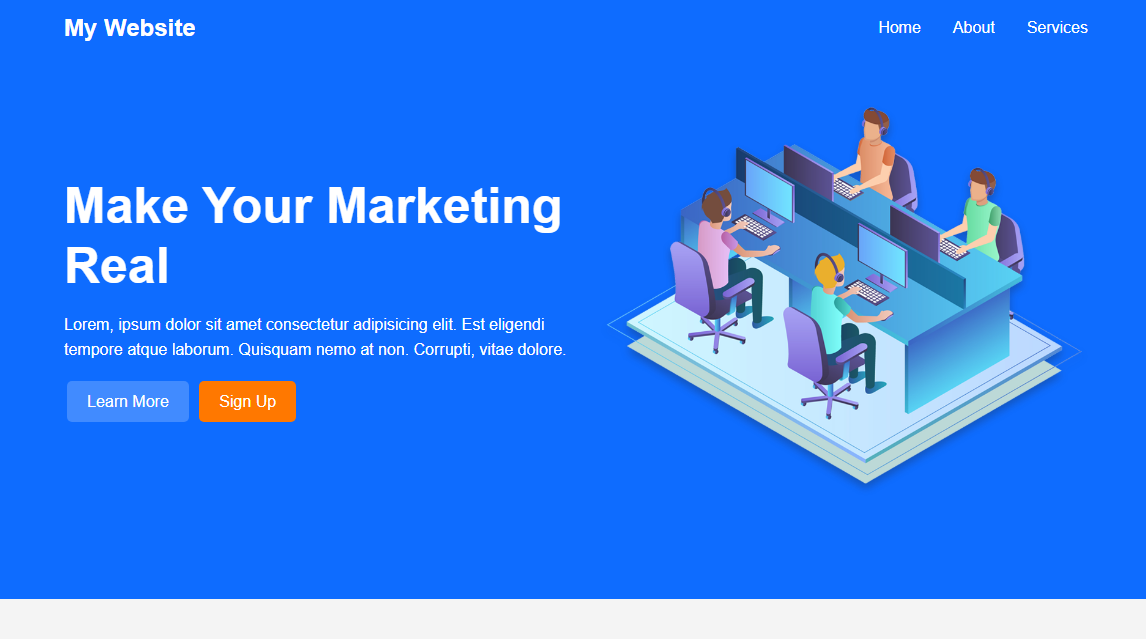 My Website
Home About Services
Make Your Marketing
Real
Lorem, ipsum dolor sit amet consectetur adipisicing elit. Est eligendi
tempore atque laborum. Quisquam nemo at non. Corrupti, vitae dolore.
Learn More Sign Up